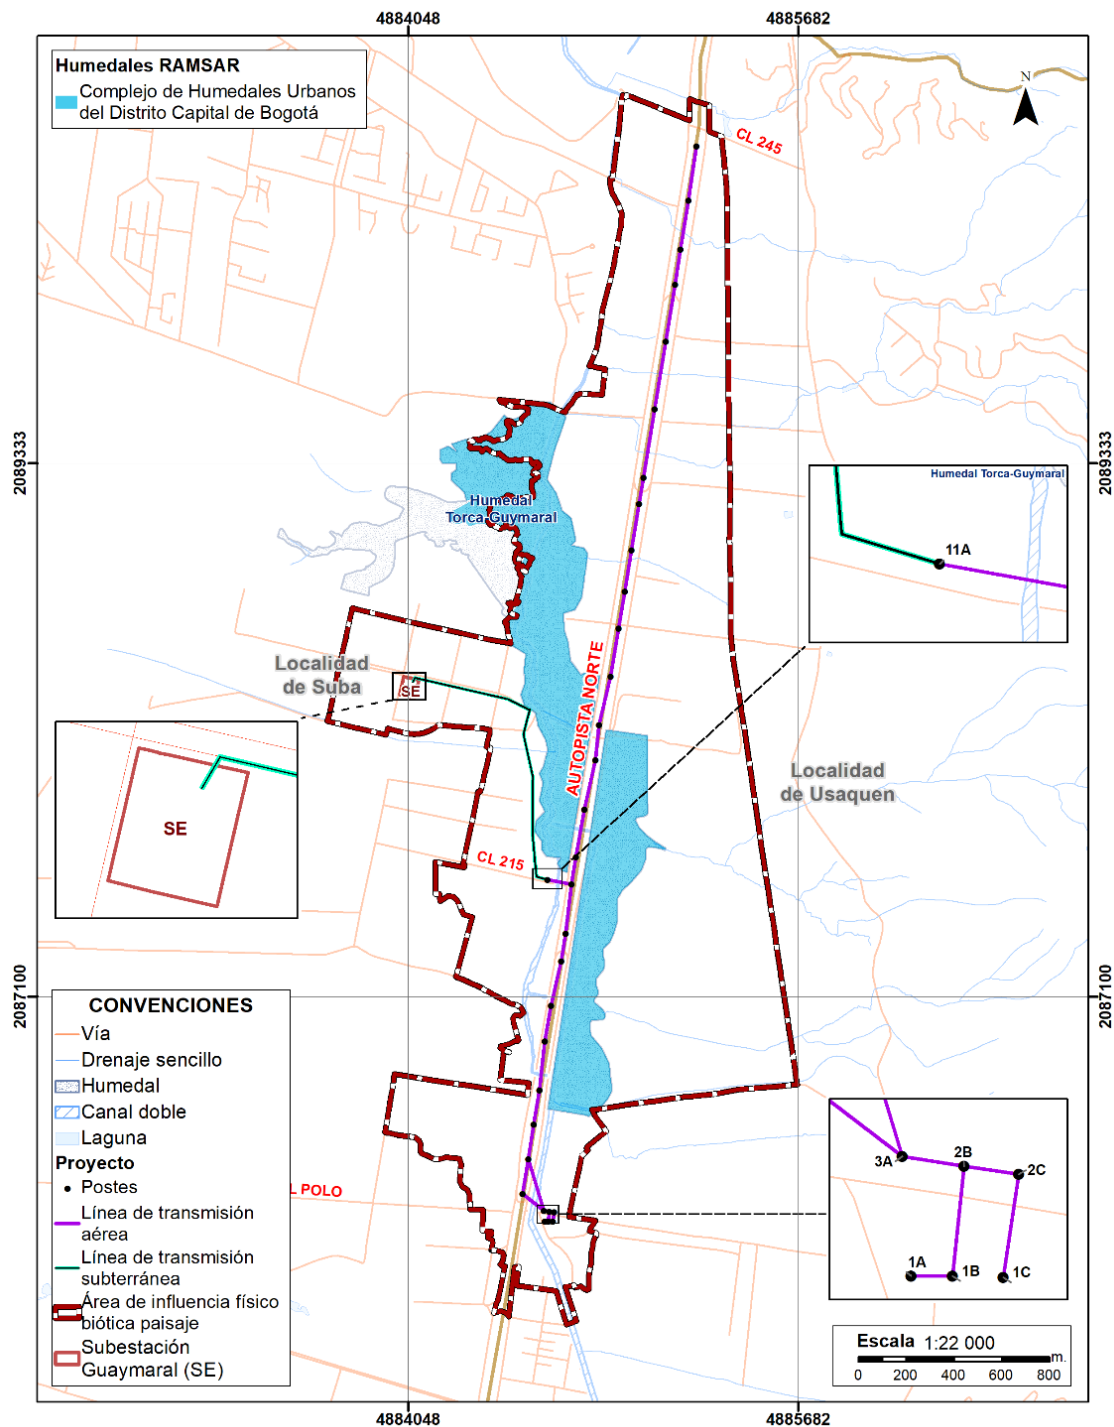 4884048
4885682
Humedales RAMSAR
Complejo de Humedales Urbanos
del Distrito Capital de Bogotá
N
CL 245
2089333
2089333
Humedal Torca-Guymaral
11A
Humedal
Torca-Guymaral
AUTOPISTA NORTE
Localidad
de Suba
SE
SE
Localidad
de Usaquen
CL 215
2087100
2087100
CONVENCIONES
Vía
Drenaje sencillo
Humedal
Canal doble
Laguna
Proyecto
Postes
Línea de transmisión
aérea
Línea de transmisión
subterránea
Área de influencia físico
biótica paisaje
Subestación
Guaymaral (SE)
L POLO
3A
2B
2C
1A
1B
1C
Escala 1:22 000
m.
0 200 400 600 800
4884048
4885682